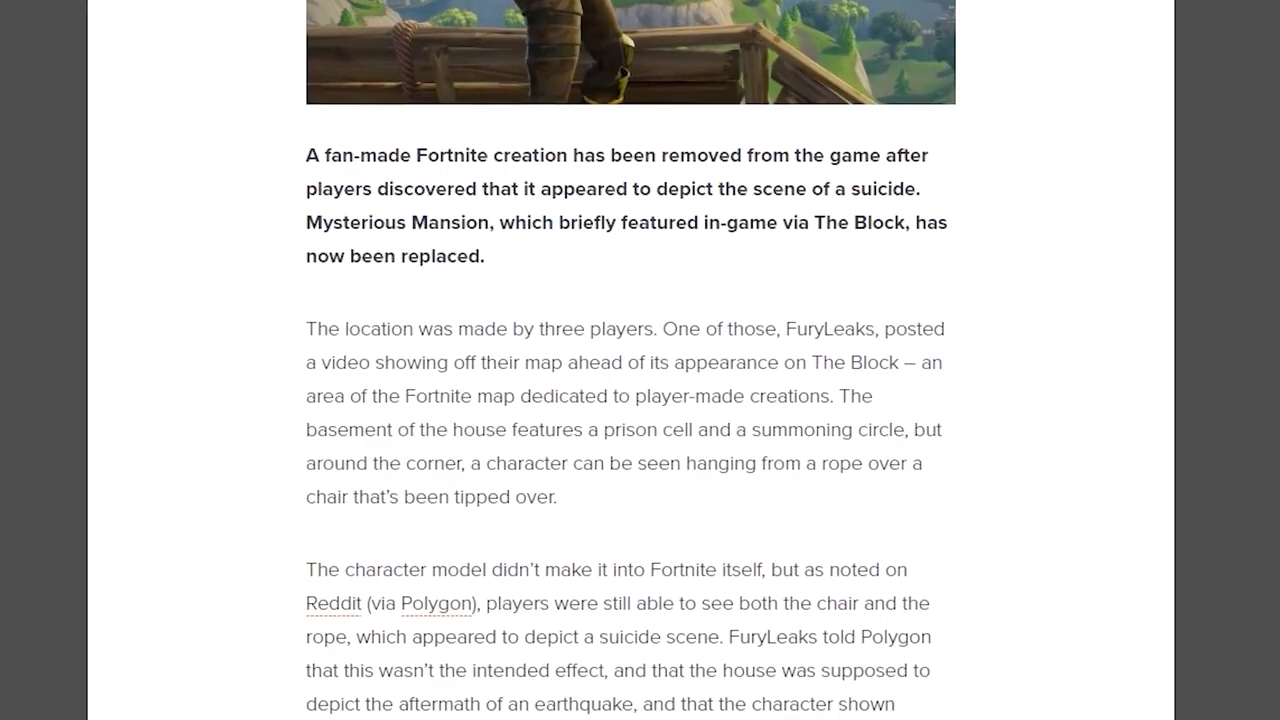 A fan-made Fortnite creation has been removed from the game after
players discovered that it appeared to depict the scene of a suicide.
Mysterious Mansion, which briefly featured in-game via The Block, has
now been replaced.
The location was made by three players. One of those, FuryLeaks, posted
a video showing off their map ahead of its appearance on The Block – an
area of the Fortnite map dedicated to player-made creations. The
basement of the house features a prison cell and a summoning circle, but
around the corner, a character can be seen hanging from a rope over a
chair that’s been tipped over.
The character model didn’t make it into Fortnite itself, but as noted on
Reddit (via Polygon), players were still able to see both the chair and the
rope, which appeared to depict a suicide scene. FuryLeaks told Polygon
that this wasn’t the intended effect, and that the house was supposed to
depict the aftermath of an earthquake, and that the character shown